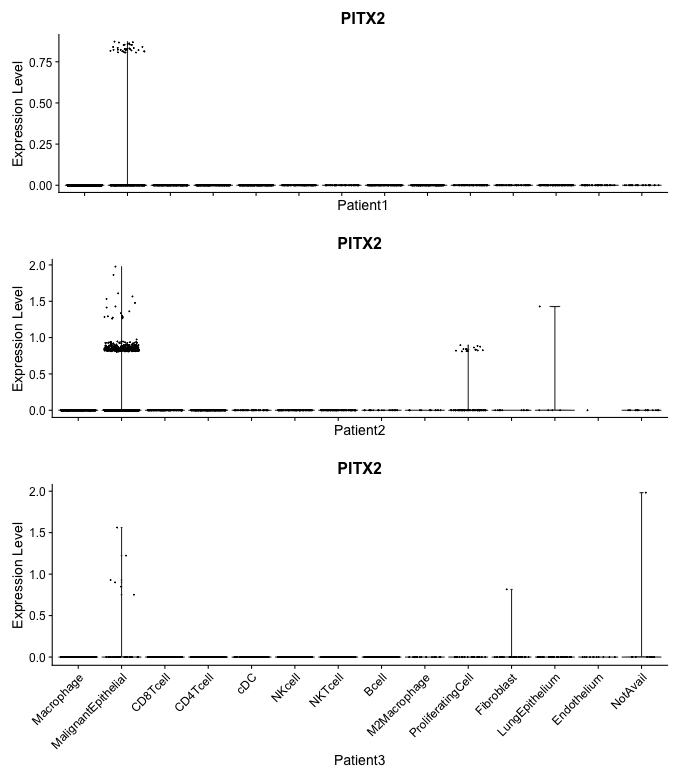 PITX2
Expression Level
0.75
0.50
0.25
0.00
Patient1
PITX2
Expression Level
2.0
1.5
1.0
0.5
0.0
Patient2
PITX2
Expression Level
2.0
1.5
1.0
0.5
0.0
Macrophage
MalignantEpithelial
CD8Tcell
CD4Tcell
cDC
NKcell
NKTcell
Bcell
M2Macrophage
ProliferatingCell
Fibroblast
LungEpithelium
Endothelium
NotAvail
Patient3